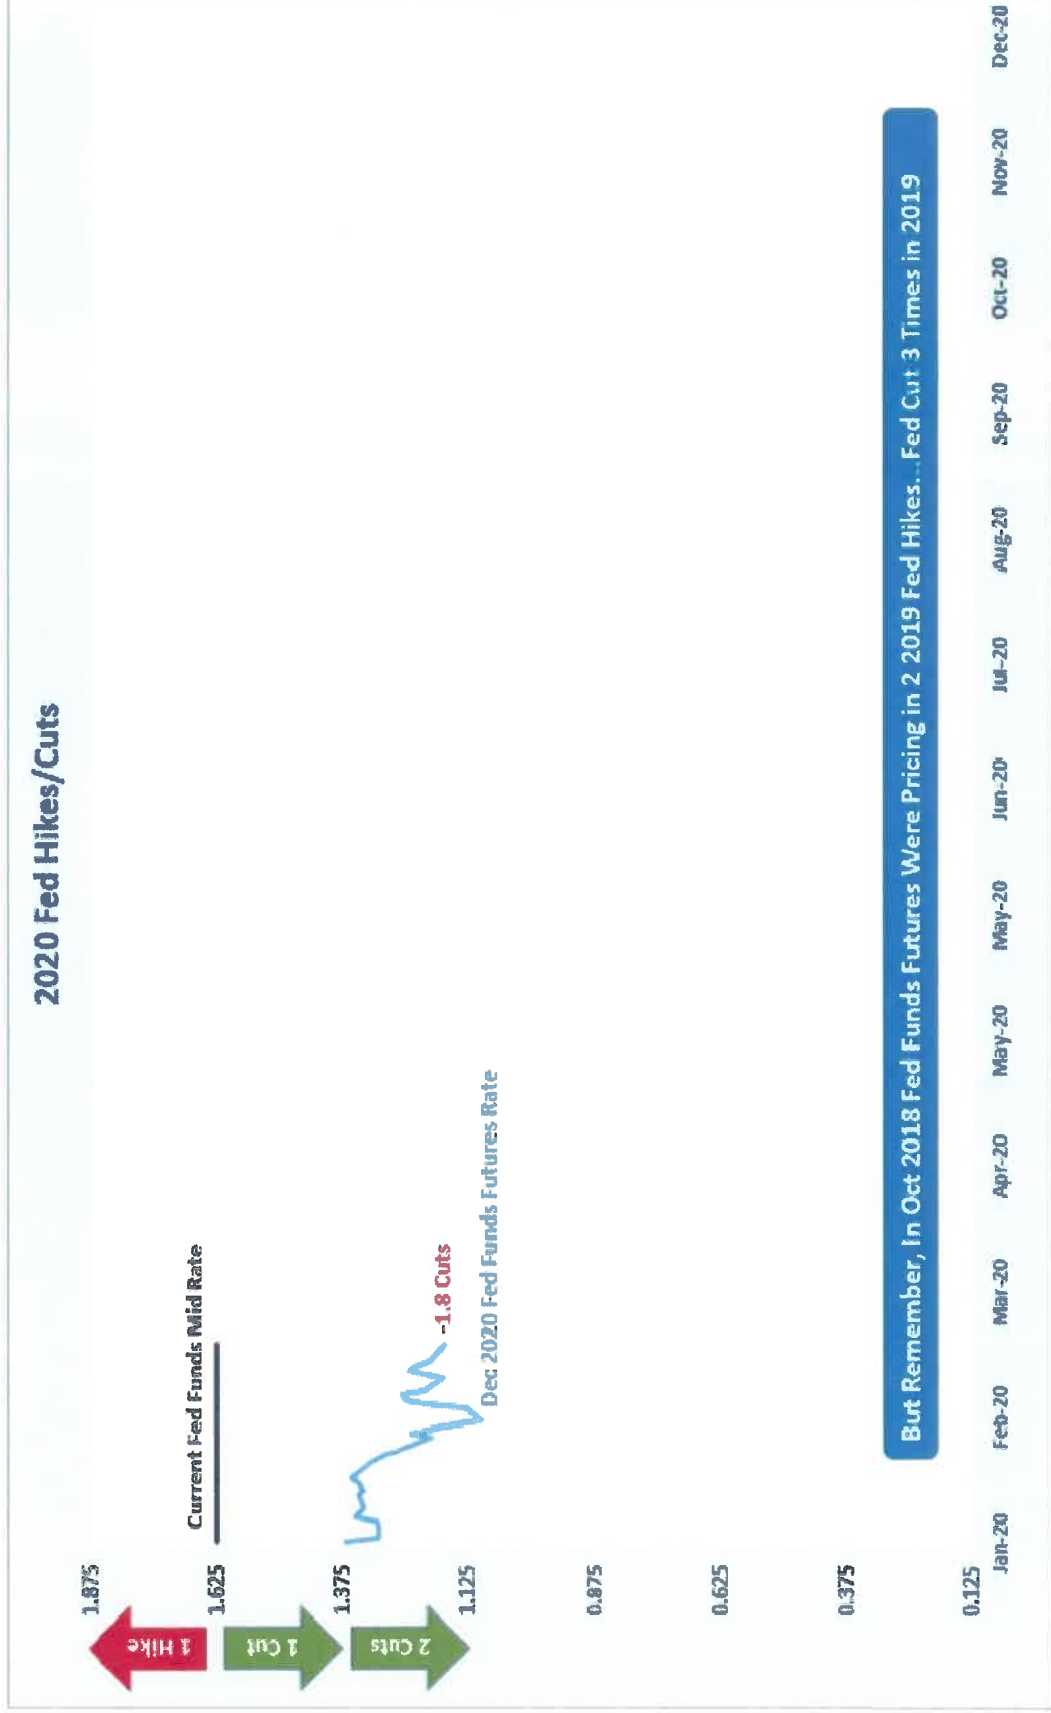 2020 Fed Hikes/Cuts
1.875
1.625
1.375
1.125
0.875
0.625
0.375
0.125
1 Hike
1 Cut
2 Cuts
Current Fed Funds Mid Rate
-1.8 Cuts
Dec 2020 Fed Funds Futures Rate
But Remember, In Oct 2018 Fed Funds Futures Were Pricing in 2 2019 Fed Hikes...Fed Cut 3 Times in 2019
Jan-20 Feb-20 Mar-20 Apr-20 May-20 May-20 Jun-20 Jul-20 Aug-20 Sep-20 Oct-20 Nov-20 Dec-20